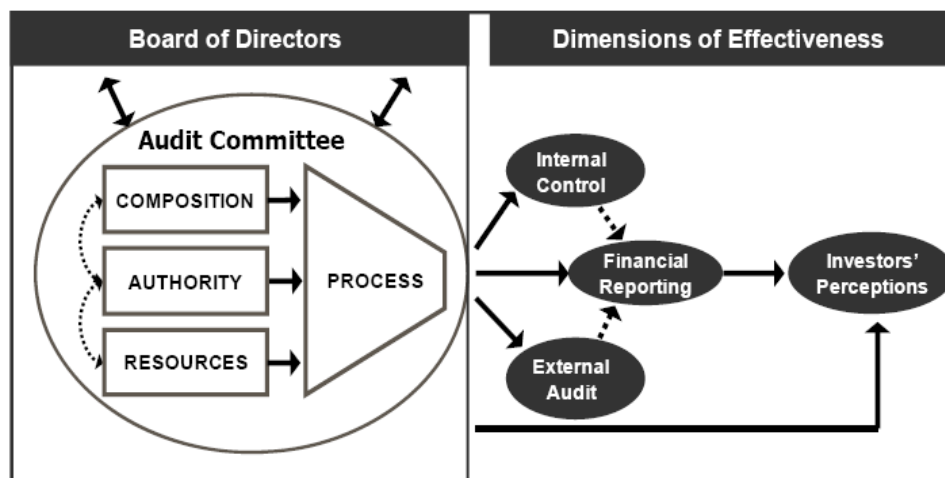 Board of Directors
Dimensions of Effectiveness
Audit Committee
COMPOSITION
AUTHORITY
RESOURCES
PROCESS
Internal
Control
Financial
Reporting
External
Audit
Investors’
Perceptions